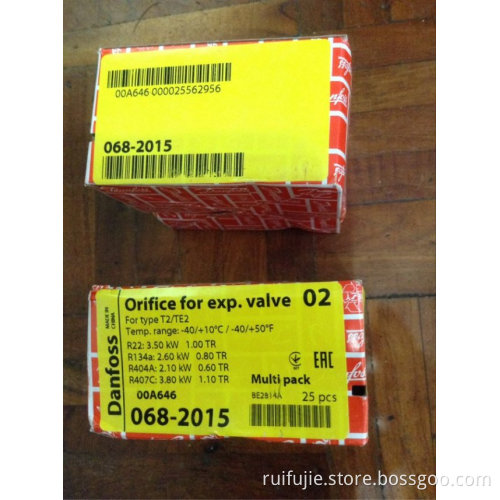 00A646 000025562956
068-2015
Danfoss
MADE IN
CHINA
Orifice for exp. valve 02
For type T2/TE2
Temp. range: -40/+10°C / -40/+50°F
R22: 3.50 kW 1.00 TR
R134a: 2.60 kW 0.80 TR
R404A: 2.10 kW 0.60 TR
R407C: 3.80 kW 1.10 TR
EAC
00A646
Multi pack
BE2814A 25 pcs
068-2015
ruifujie.store.bossgoo.com